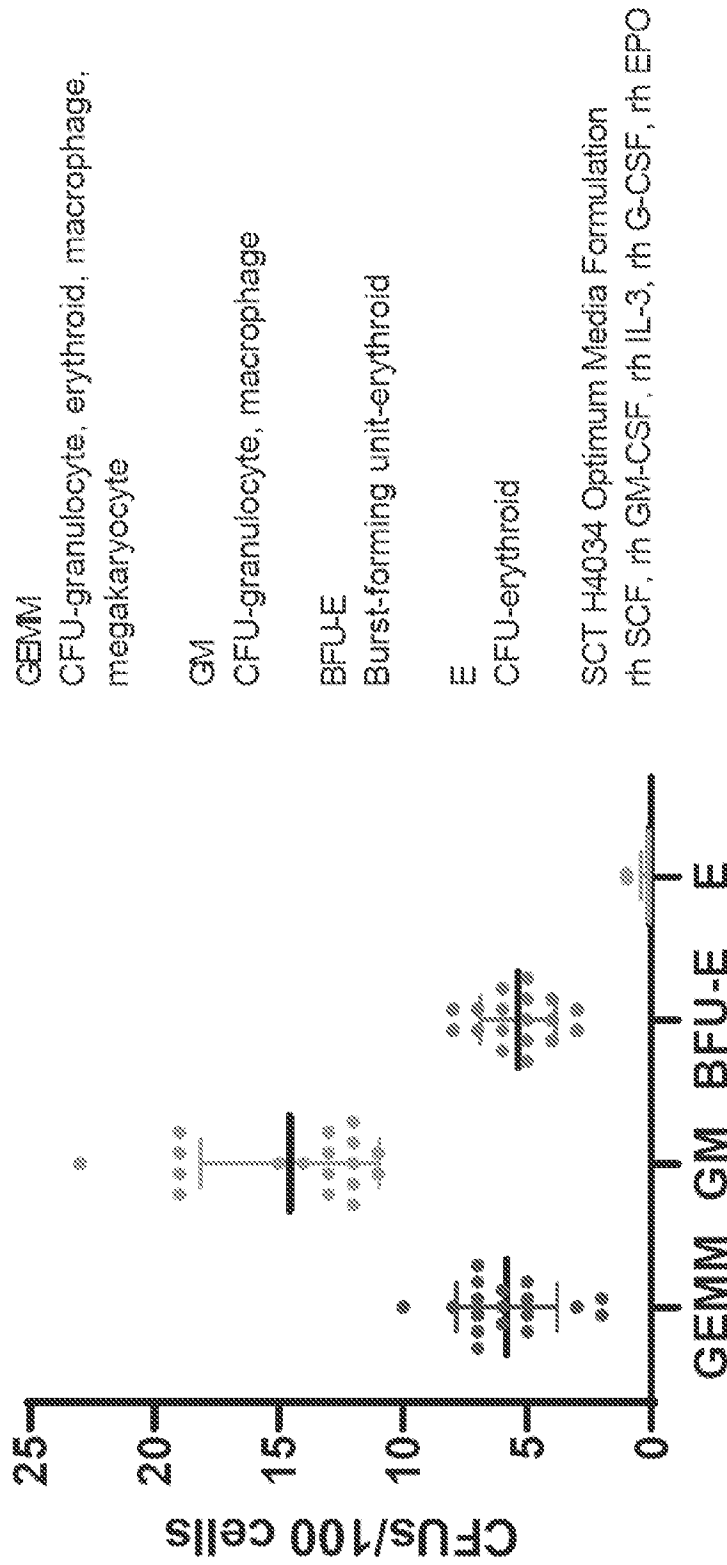 CFUs/100 cells
25
20
15
10
5
0
GEMM GM BFU-E E
GEMM
CFU-granulocyte, erythroid, macrophage,
megakaryocyte
GM
CFU-granulocyte, macrophage
BFU-E
Burst-forming unit-erythroid
E
CFU-erythroid
SCT H4034 Optimum Media Formulation
rh SCF, rh GM-CSF, rh IL-3, rh G-CSF, rh EPO